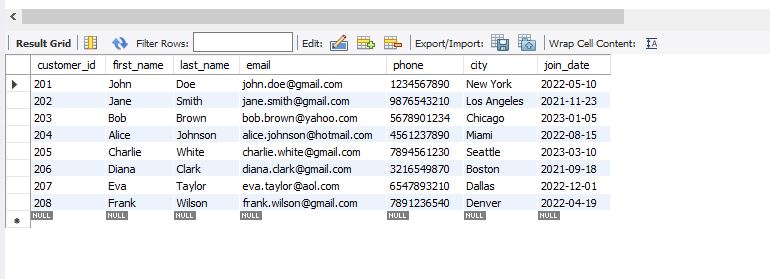 Result Grid Filter Rows: Edit: Export/Import: Wrap Cell Content:
customer_id first_name last_name email phone city join_date
201 John Doe john.doe@gmail.com 1234567890 New York 2022-05-10
202 Jane Smith jane.smith@gmail.com 9876543210 Los Angeles 2021-11-23
203 Bob Brown bob.brown@yahoo.com 5678901234 Chicago 2023-01-05
204 Alice Johnson alice.johnson@hotmail.com 4561237890 Miami 2022-08-15
205 Charlie White charlie.white@gmail.com 7894561230 Seattle 2023-03-10
206 Diana Clark diana.clark@gmail.com 3216549870 Boston 2021-09-18
207 Eva Taylor eva.taylor@aol.com 6547893210 Dallas 2022-12-01
208 Frank Wilson frank.wilson@gmail.com 7891236540 Denver 2022-04-19
NULL NULL NULL NULL NULL NULL NULL